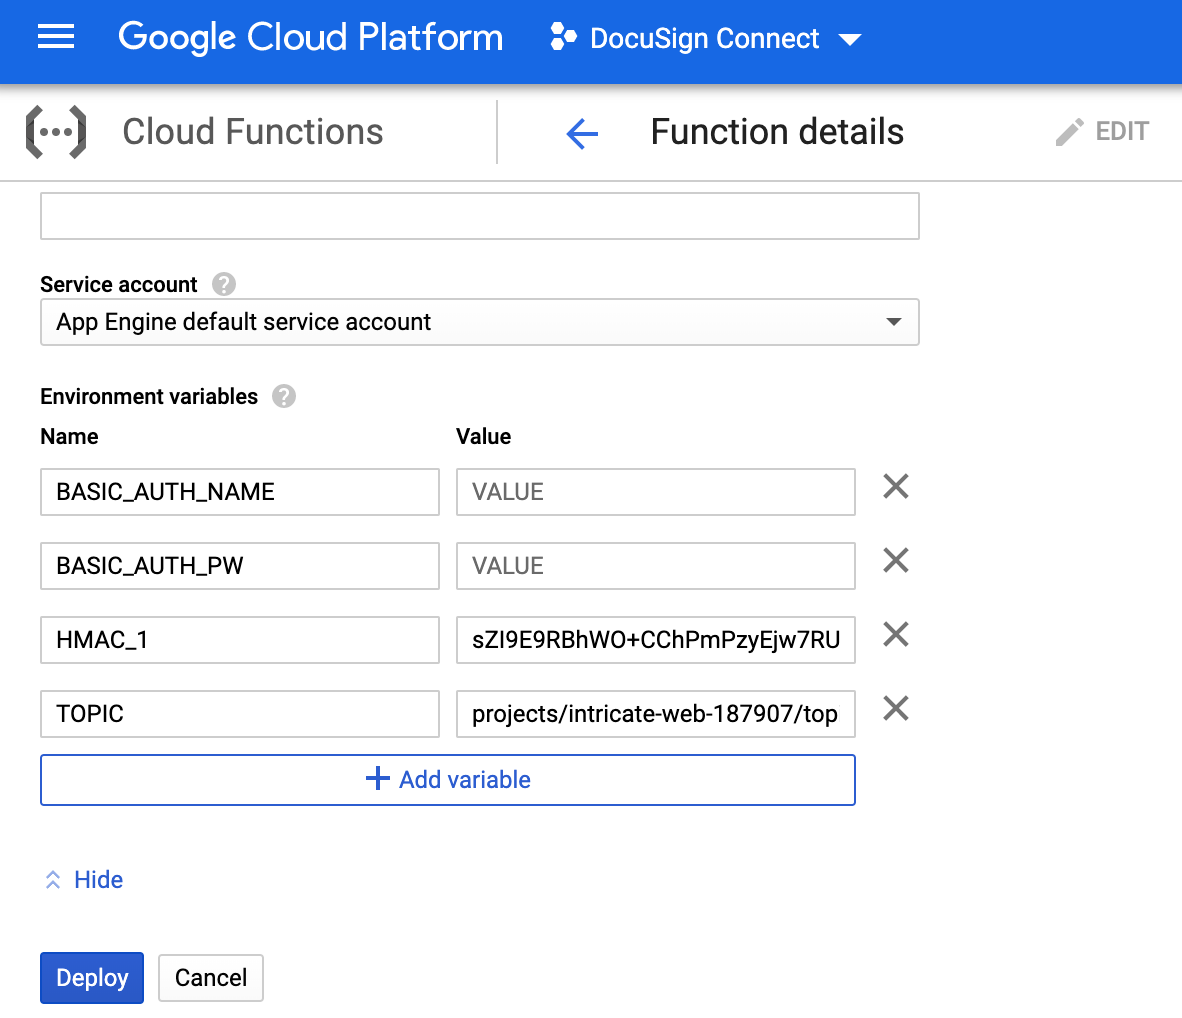 Google Cloud Platform DocuSign Connect
Cloud Functions Function details EDIT
Service account ?
App Engine default service account
Environment variables ?
Name Value
BASIC_AUTH_NAME VALUE
BASIC_AUTH_PW VALUE
HMAC_1 sZI9E9RBhWO+CChPmPzyEjw7RU
TOPIC projects/intricate-web-187907/top
+ Add variable
Hide
Deploy Cancel